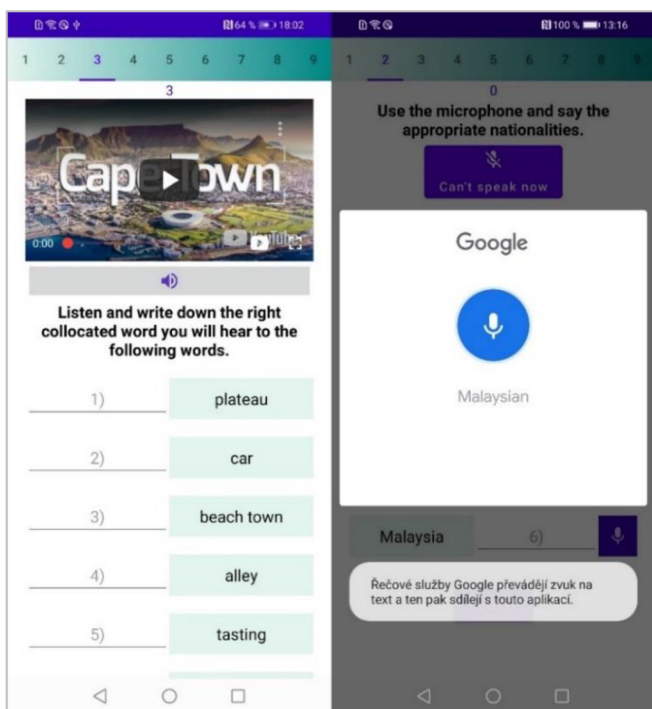 64 % 18:02
1 2 3 4 5 6 7 8 9
3
Cape Town
0:00 YouTube
Listen and write down the right
collocated word you will hear to the
following words.
1) plateau
2) car
3) beach town
4) alley
5) tasting
100 % 13:16
1 2 3 4 5 6 7 8 9
0
Use the microphone and say the
appropriate nationalities.
Can't speak now
Google
Malaysian
Malaysia 6)
Řečové služby Google převádějí zvuk na
text a ten pak sdílejí s touto aplikací.